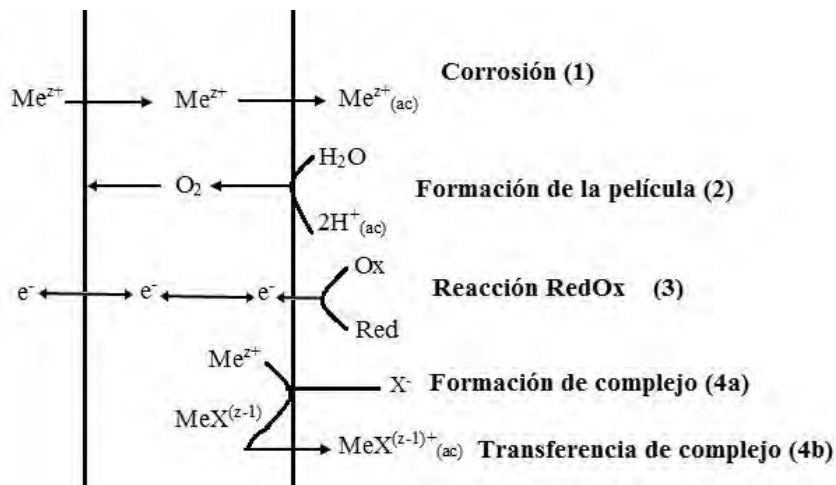 Corrosión (1)
Me^{z+} Me^{z+} Me^{z+}_{(ac)}
H₂O
O₂ Formación de la película (2)
2H⁺_{(ac)}
Ox
e⁻ e⁻ e⁻ Reacción RedOx (3)
Red
Me^{z+}
X⁻ Formación de complejo (4a)
MeX^{(z-1)}
MeX^{(z-1)+}_{(ac)} Transferencia de complejo (4b)